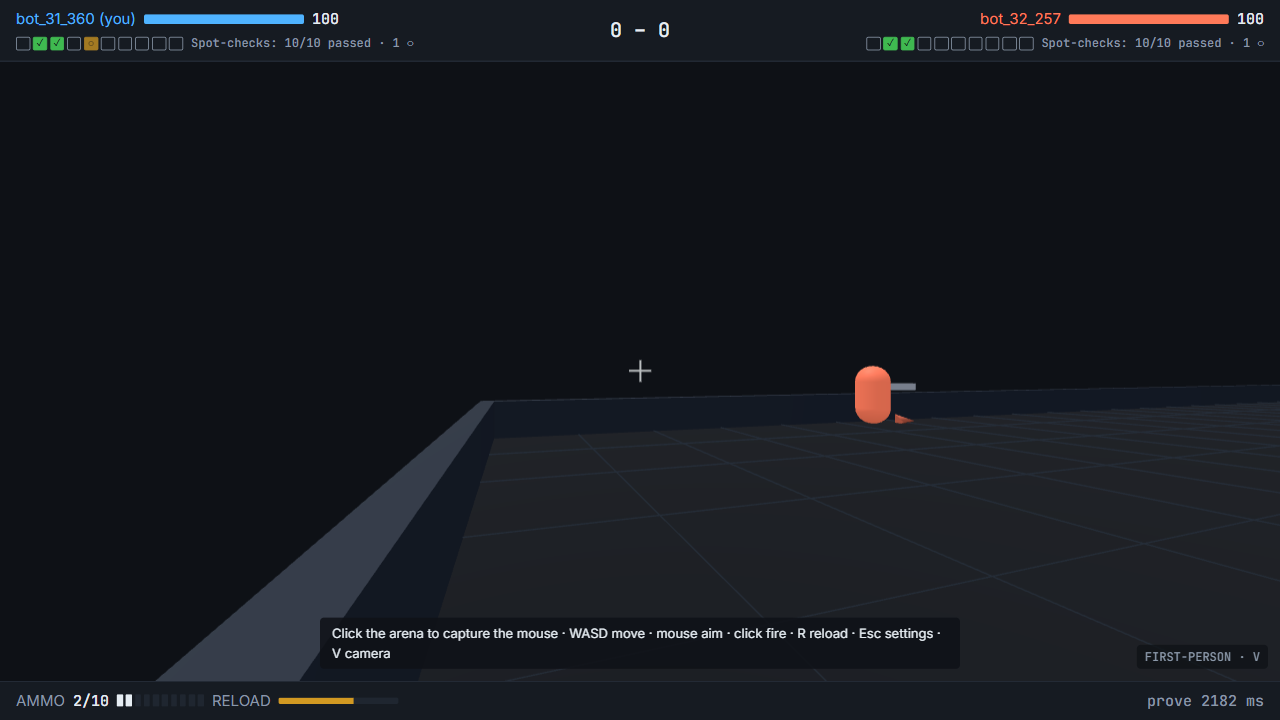 bot_31_360 (you) 100
0 – 0
bot_32_257 100
Spot-checks: 10/10 passed · 1 ○
Spot-checks: 10/10 passed · 1 ○
Click the arena to capture the mouse · WASD move · mouse aim · click fire · R reload · Esc settings ·
V camera
FIRST-PERSON · V
AMMO 2/10 RELOAD
prove 2182 ms